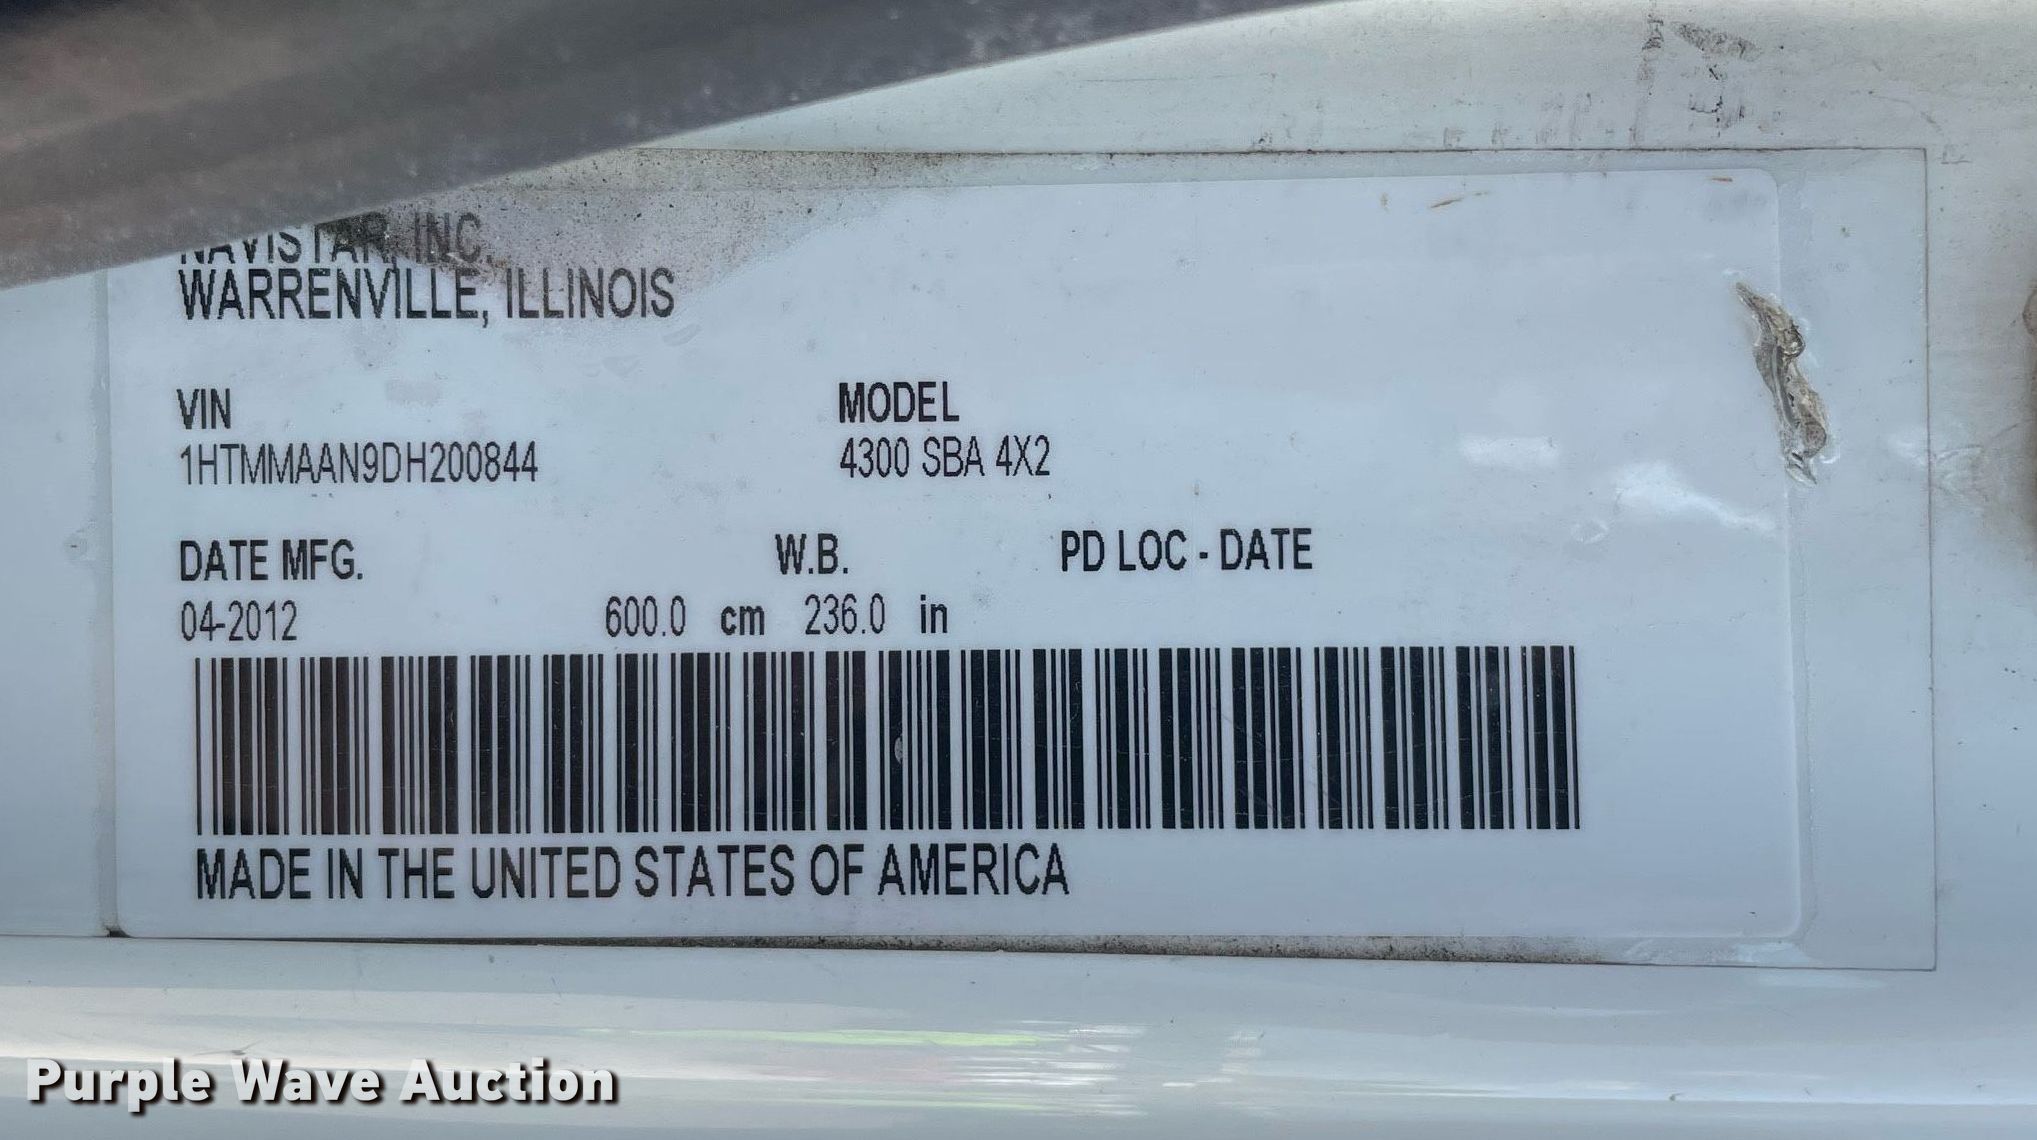 NAVISTAR, INC.
WARRENVILLE, ILLINOIS
VIN MODEL
1HTMMAAN9DH200844 4300 SBA 4X2
DATE MFG. W.B. PD LOC - DATE
04-2012 600.0 cm 236.0 in
MADE IN THE UNITED STATES OF AMERICA
Purple Wave Auction